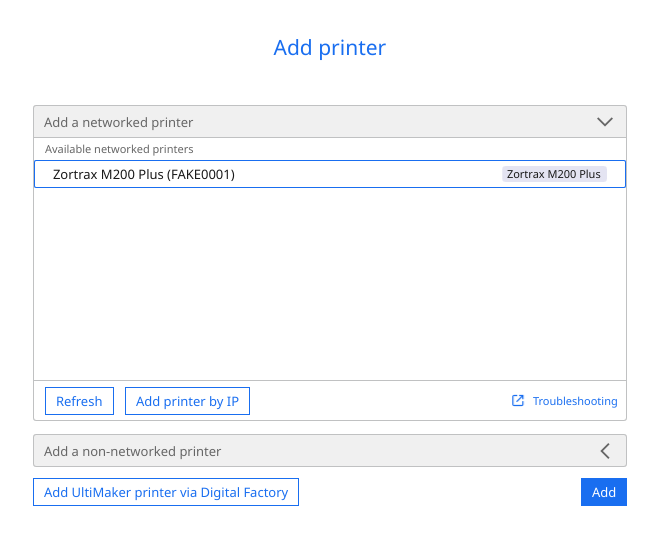 Add printer
Add a networked printer
Available networked printers
Zortrax M200 Plus (FAKE0001) Zortrax M200 Plus
Refresh Add printer by IP Troubleshooting
Add a non-networked printer
Add UltiMaker printer via Digital Factory Add